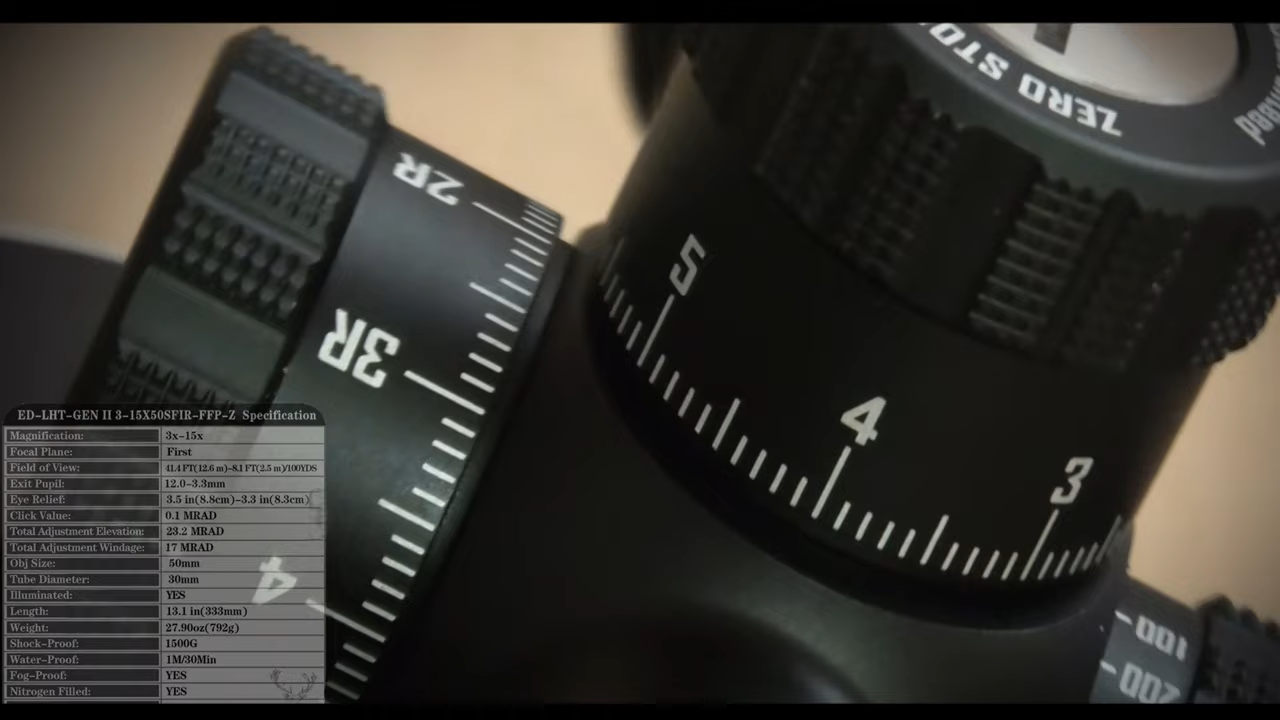 ZERO STO
2R
3R
4
5
4
3
100
200
ED-LHT-GEN II 3-15X50SFIR-FFP-Z Specification
Magnification: 3x-15x
Focal Plane: First
Field of View: 41.4 FT(12.6 m)-8.1 FT(2.5 m)/100YDS
Exit Pupil: 12.0-3.3mm
Eye Relief: 3.5 in(8.8cm)-3.3 in(8.3cm)
Click Value: 0.1 MRAD
Total Adjustment Elevation: 23.2 MRAD
Total Adjustment Windage: 17 MRAD
Obj Size: 50mm
Tube Diameter: 30mm
Illuminated: YES
Length: 13.1 in(333mm)
Weight: 27.90oz(792g)
Shock-Proof: 1500G
Water-Proof: 1M/30Min
Fog-Proof: YES
Nitrogen Filled: YES